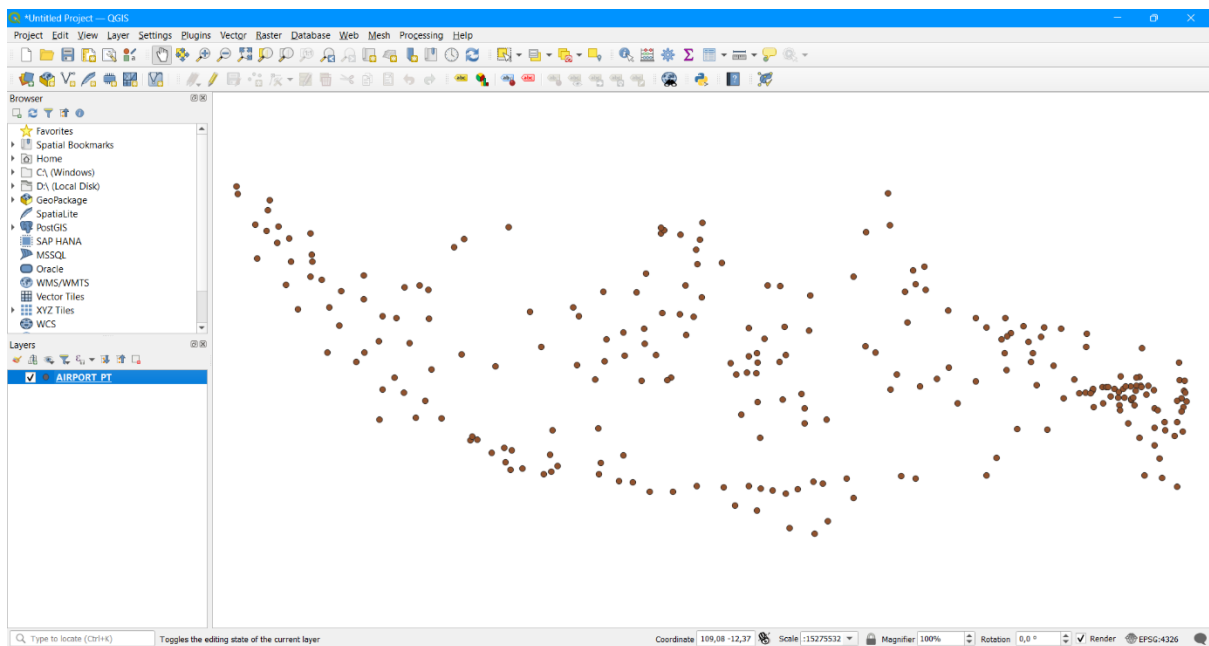 *Untitled Project — QGIS
Project Edit View Layer Settings Plugins Vector Raster Database Web Mesh Processing Help
Browser
Favorites
Spatial Bookmarks
Home
C:\ (Windows)
D:\ (Local Disk)
GeoPackage
SpatiaLite
PostGIS
SAP HANA
MSSQL
Oracle
WMS/WMTS
Vector Tiles
XYZ Tiles
WCS
Layers
AIRPORT_PT
Type to locate (Ctrl+K) Toggles the editing state of the current layer Coordinate 109,08 -12,37 Scale :15275532 Magnifier 100% Rotation 0,0 ° Render EPSG:4326